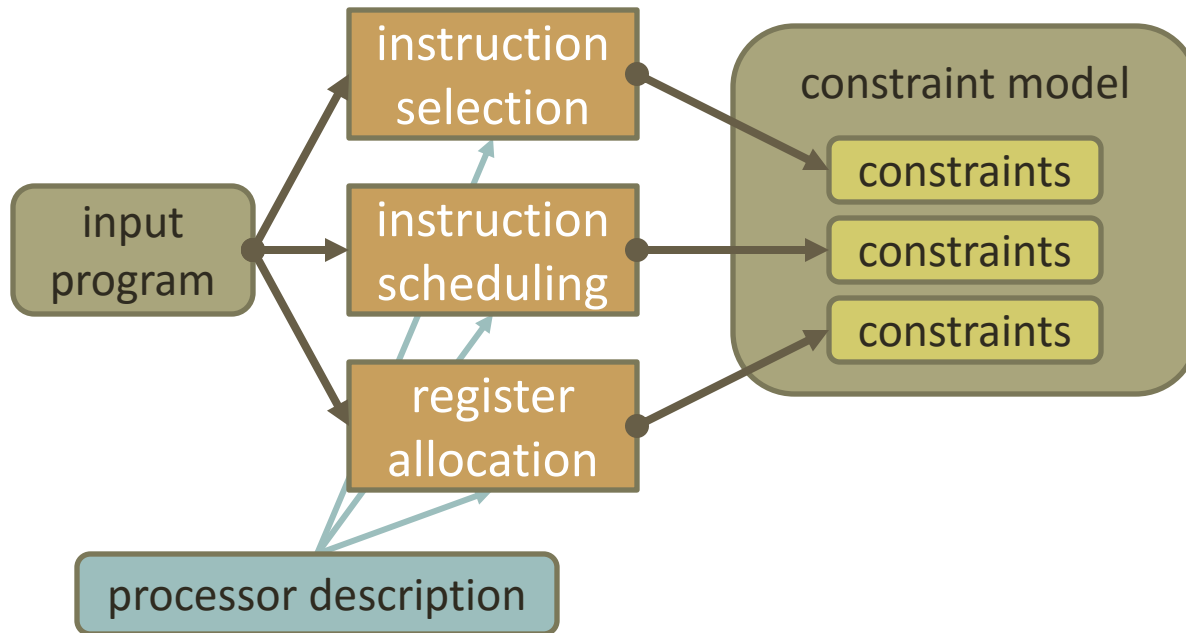 instruction
selection
constraint model
constraints
input
program
instruction
scheduling
constraints
constraints
register
allocation
processor description